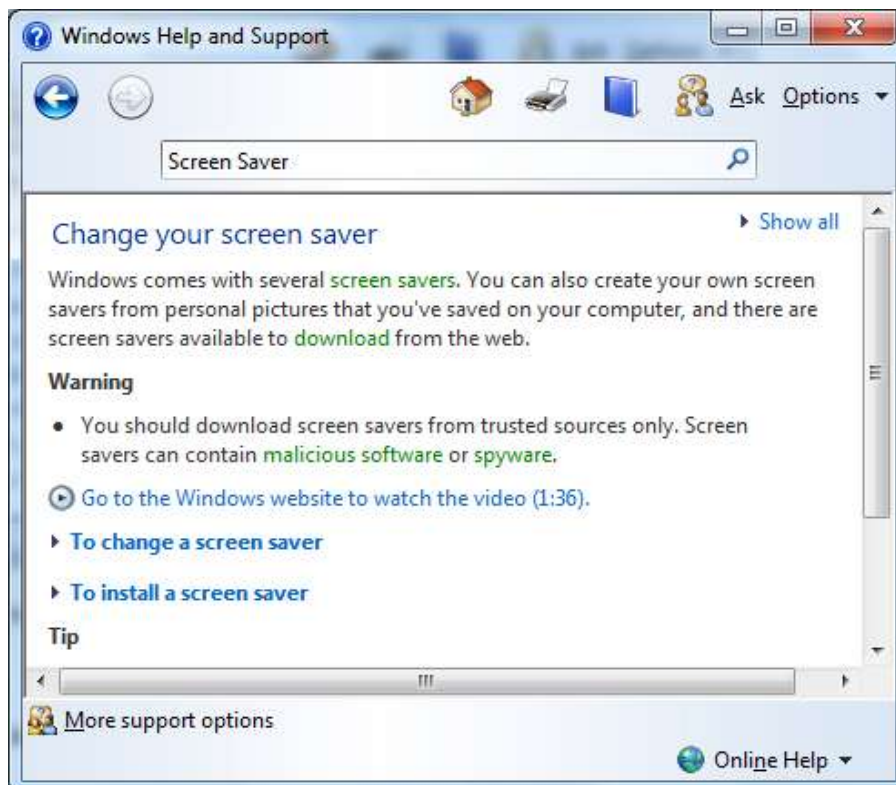 Windows Help and Support
Ask Options
Screen Saver
Show all
Change your screen saver
Windows comes with several screen savers. You can also create your own screen
savers from personal pictures that you've saved on your computer, and there are
screen savers available to download from the web.
Warning
• You should download screen savers from trusted sources only. Screen
savers can contain malicious software or spyware.
Go to the Windows website to watch the video (1:36).
To change a screen saver
To install a screen saver
Tip
More support options
Online Help